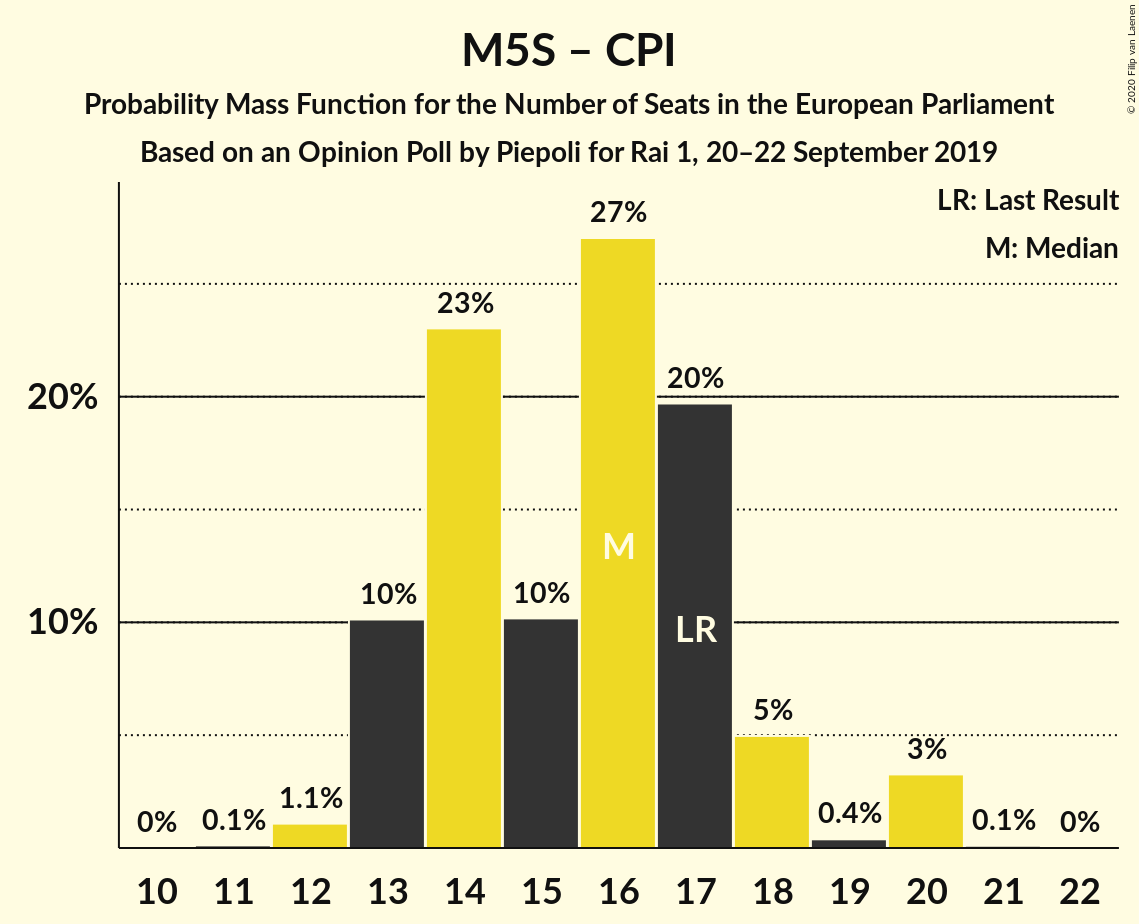 M5S – CPI
Probability Mass Function for the Number of Seats in the European Parliament
Based on an Opinion Poll by Piepoli for Rai 1, 20–22 September 2019
© 2020 Filip van Laenen
LR: Last Result
M: Median
27%
23%
20%
20%
M
10%
10%
LR
10%
5%
3%
1.1%
0.4%
0%
0.1%
0.1%
0%
10 11 12 13 14 15 16 17 18 19 20 21 22